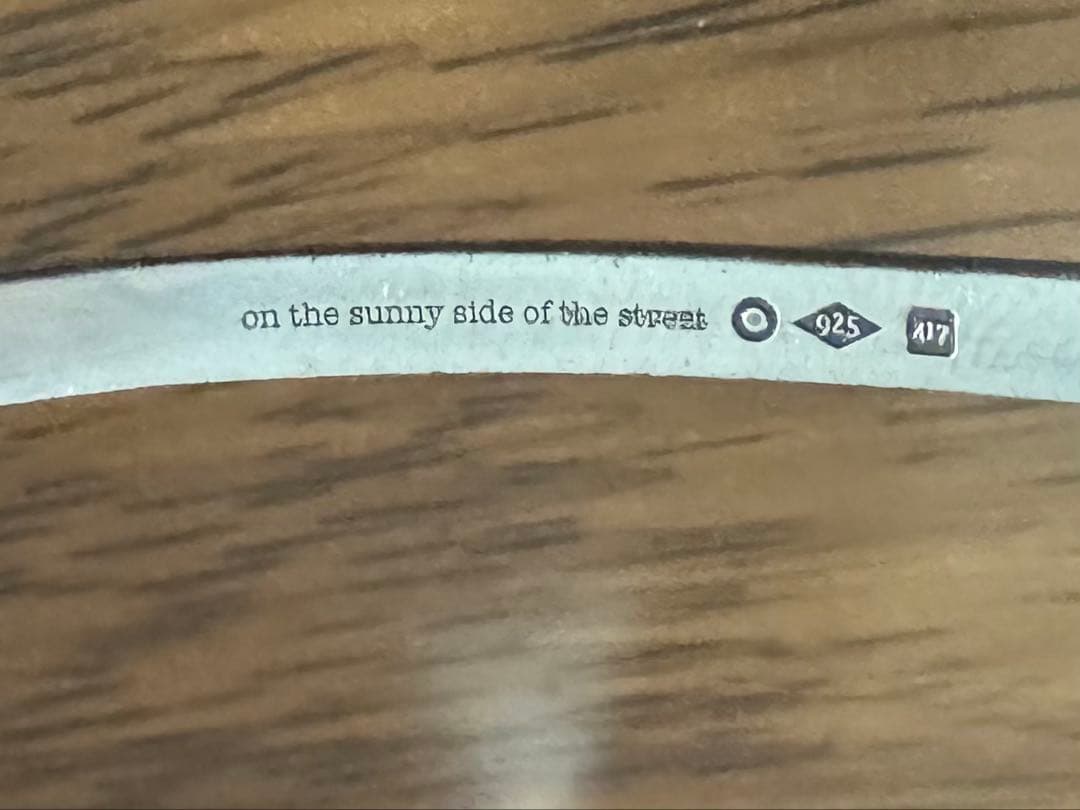 on the sunny side of the street 925 417